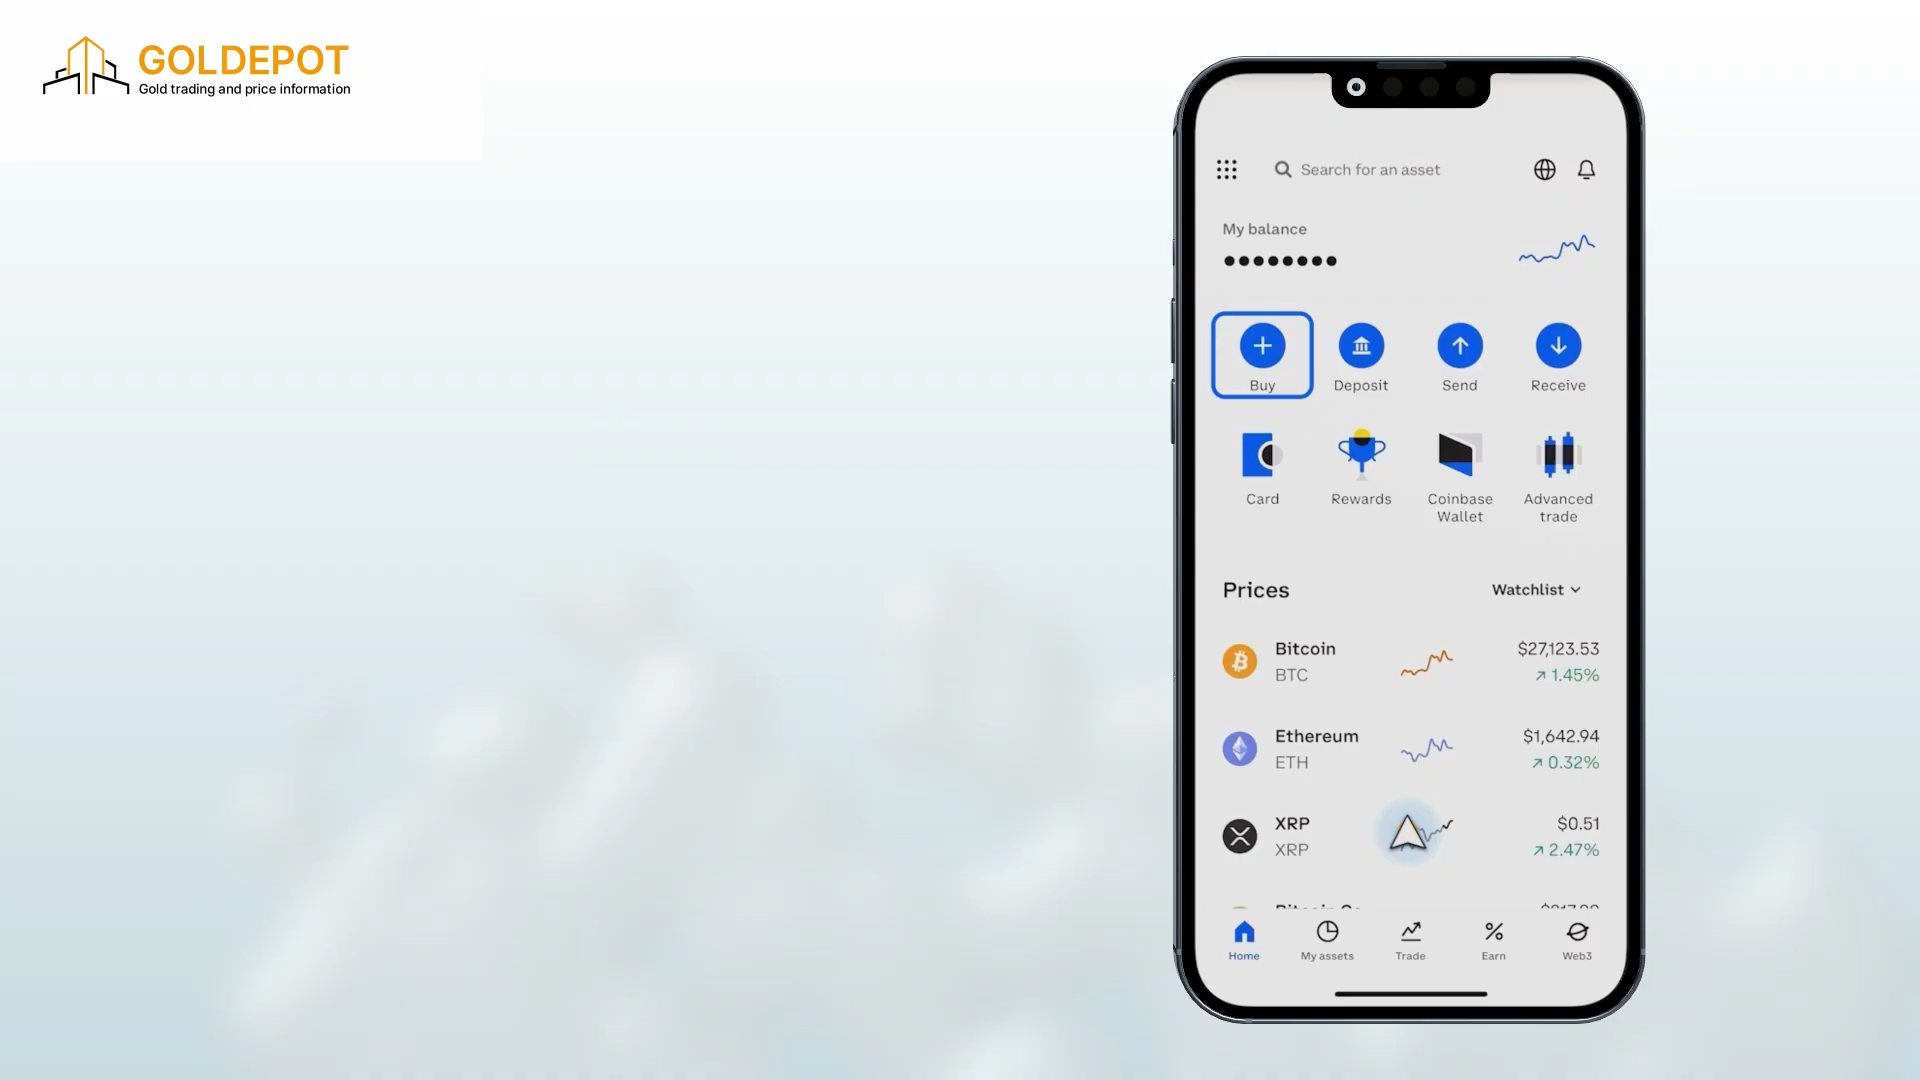 GOLDEPOT
Gold trading and price information
Search for an asset
My balance
Buy
Deposit
Send
Receive
Card
Rewards
Coinbase
Wallet
Advanced
trade
Prices
Watchlist
Bitcoin
$27,123.53
BTC
1.45%
Ethereum
$1,642.94
ETH
0.32%
XRP
$0.51
XRP
2.47%
Home
My assets
Trade
Earn
Web3